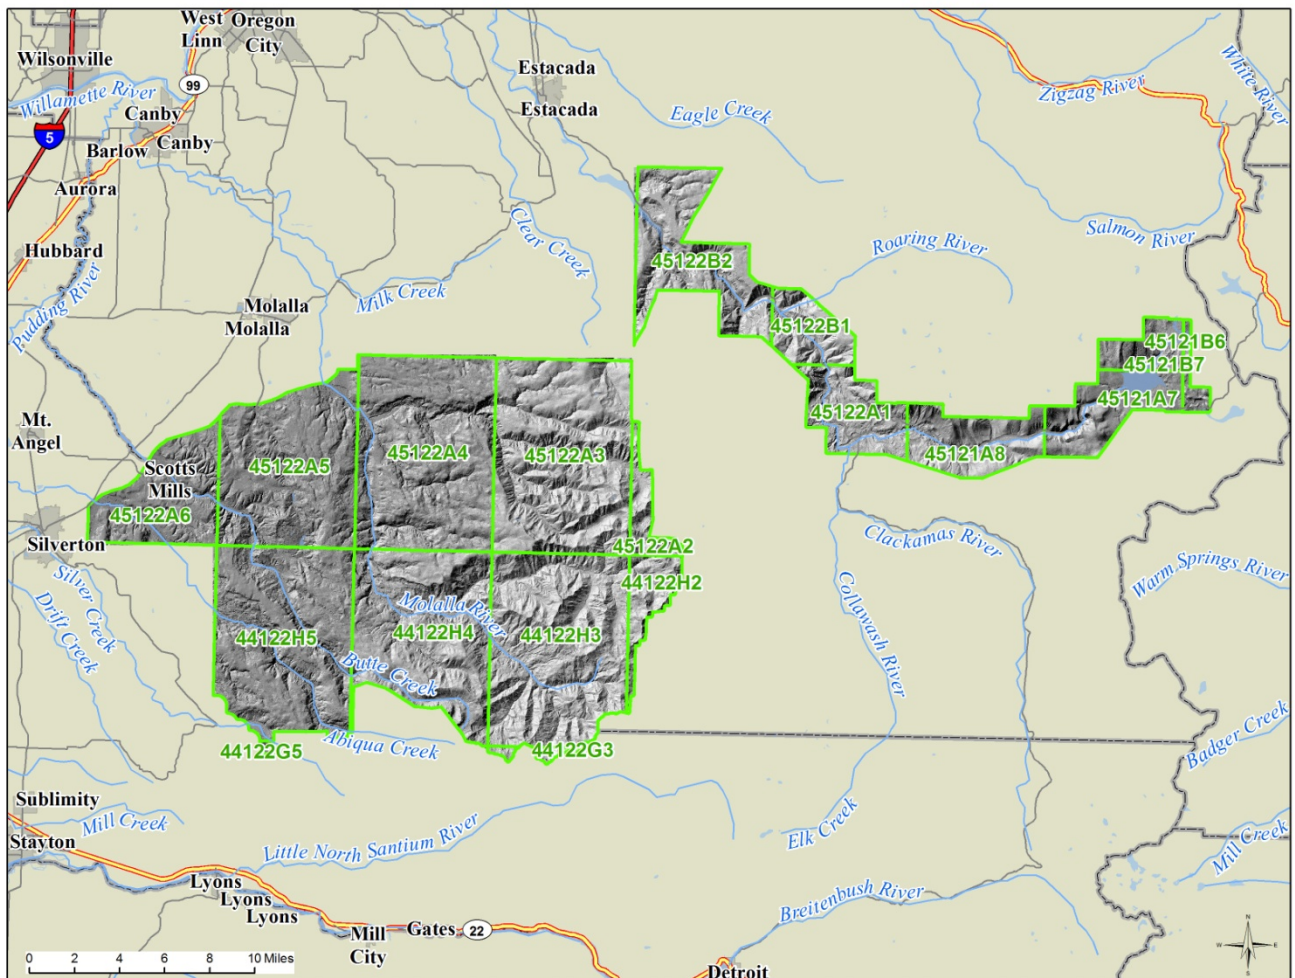 West
Linn
Oregon
City
Wilsonville
Willamette River
99
Canby
Canby
5
Barlow
Aurora
Estacada
Estacada
Eagle Creek
Zigzag River
White River
Clear Creek
Salmon River
Roaring River
Hubbard
Pudding River
Milk Creek
Molalla
Molalla
45122B2
45122B1
45121B6
45121B7
45121A7
45122A1
45121A8
Mt.
Angel
Scotts
Mills
45122A6
45122A5
45122A4
45122A3
Silverton
45122A2
44122H2
Silver Creek
Drift Creek
Clackamas River
Warm Springs River
Collawash River
44122H5
Molalla River
44122H4
44122H3
Butte Creek
Abiqua Creek
44122G5
44122G3
Badger Creek
Sublimity
Mill Creek
Stayton
Little North Santium River
Elk Creek
Mill Creek
Lyons
Lyons
Lyons
Breitenbush River
Mill
City
Gates
22
Detroit
N
W
E
S
0 2 4 6 8 10 Miles